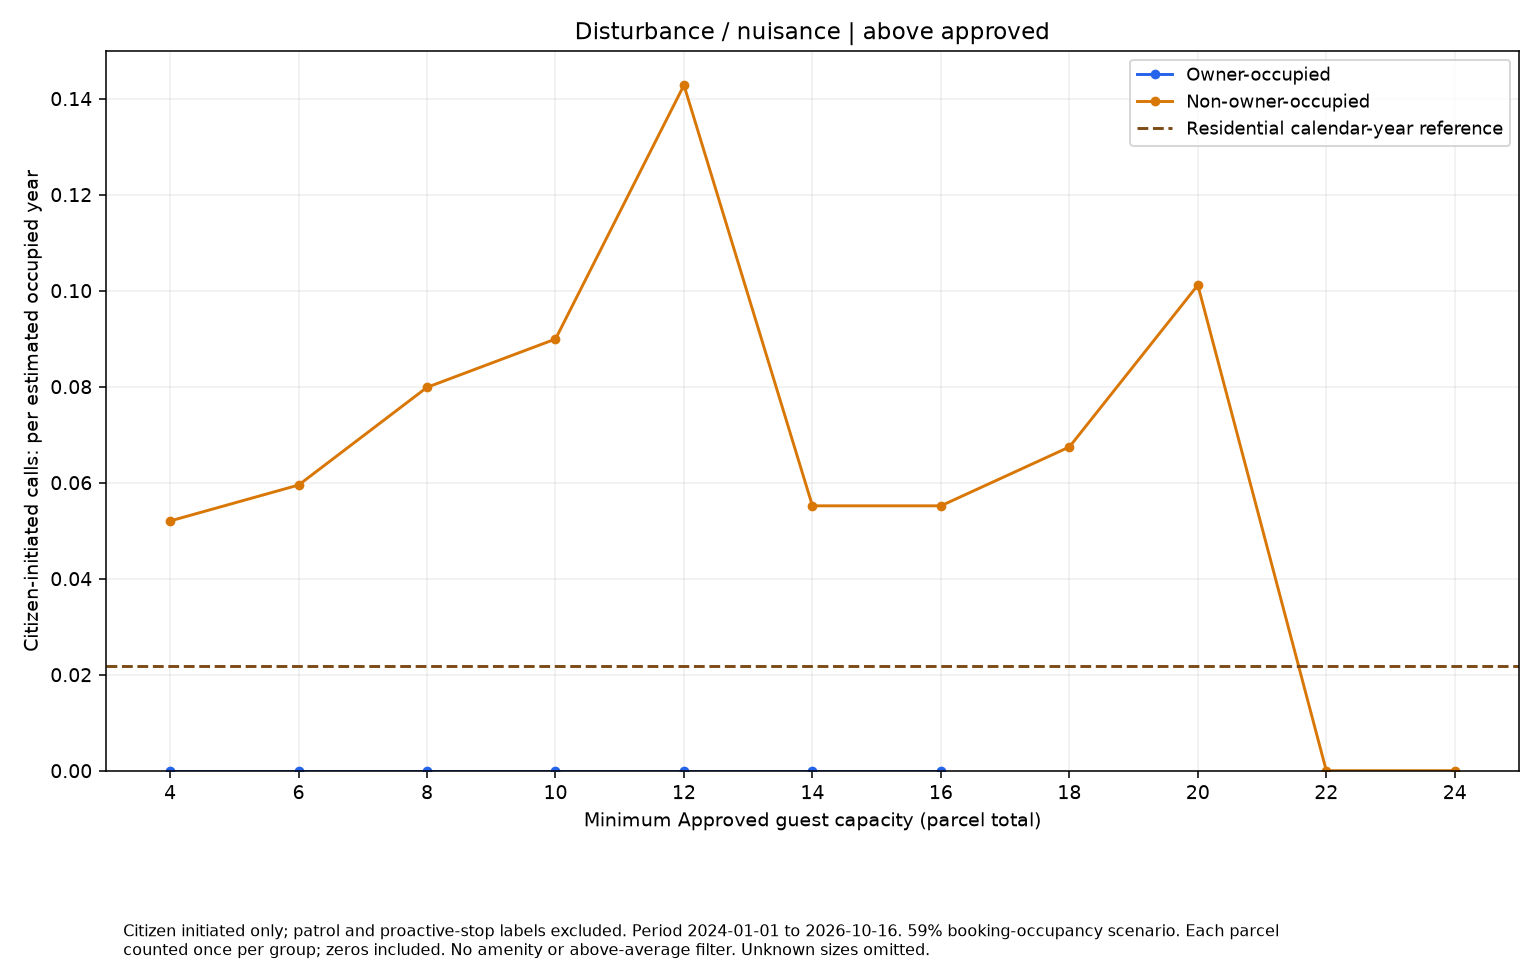 Disturbance / nuisance | above approved
Owner-occupied
Non-owner-occupied
Residential calendar-year reference
Citizen-initiated calls: per estimated occupied year
0.14
0.12
0.10
0.08
0.06
0.04
0.02
0.00
4 6 8 10 12 14 16 18 20 22 24
Minimum Approved guest capacity (parcel total)
Citizen initiated only; patrol and proactive-stop labels excluded. Period 2024-01-01 to 2026-10-16. 59% booking-occupancy scenario. Each parcel
counted once per group; zeros included. No amenity or above-average filter. Unknown sizes omitted.